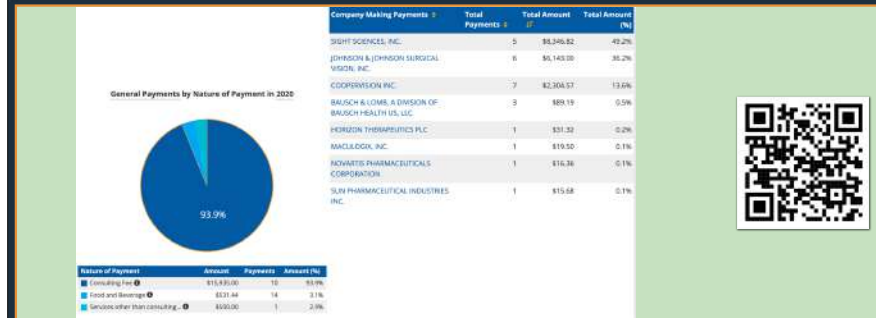 Company Making Payments Total Payments Total Amount Total Amount (%)
SIGHT SCIENCES, INC. 5 $8,346.82 49.2%
JOHNSON & JOHNSON SURGICAL VISION, INC. 6 $6,149.00 36.2%
COOPERVISION INC. 7 $2,304.57 13.6%
BAUSCH & LOMB, A DIVISION OF BAUSCH HEALTH US, LLC 3 $89.19 0.5%
HORIZON THERAPEUTICS PLC 1 $31.32 0.2%
MACULOGIX, INC. 1 $19.50 0.1%
NOVARTIS PHARMACEUTICALS CORPORATION 1 $16.36 0.1%
SUN PHARMACEUTICAL INDUSTRIES INC. 1 $15.68 0.1%
General Payments by Nature of Payment in 2020
93.9%
Nature of Payment Amount Payments Amount (%)
Consulting Fee $15,935.00 10 93.9%
Food and Beverage $531.44 14 3.1%
Services other than consulting... $500.00 1 2.9%